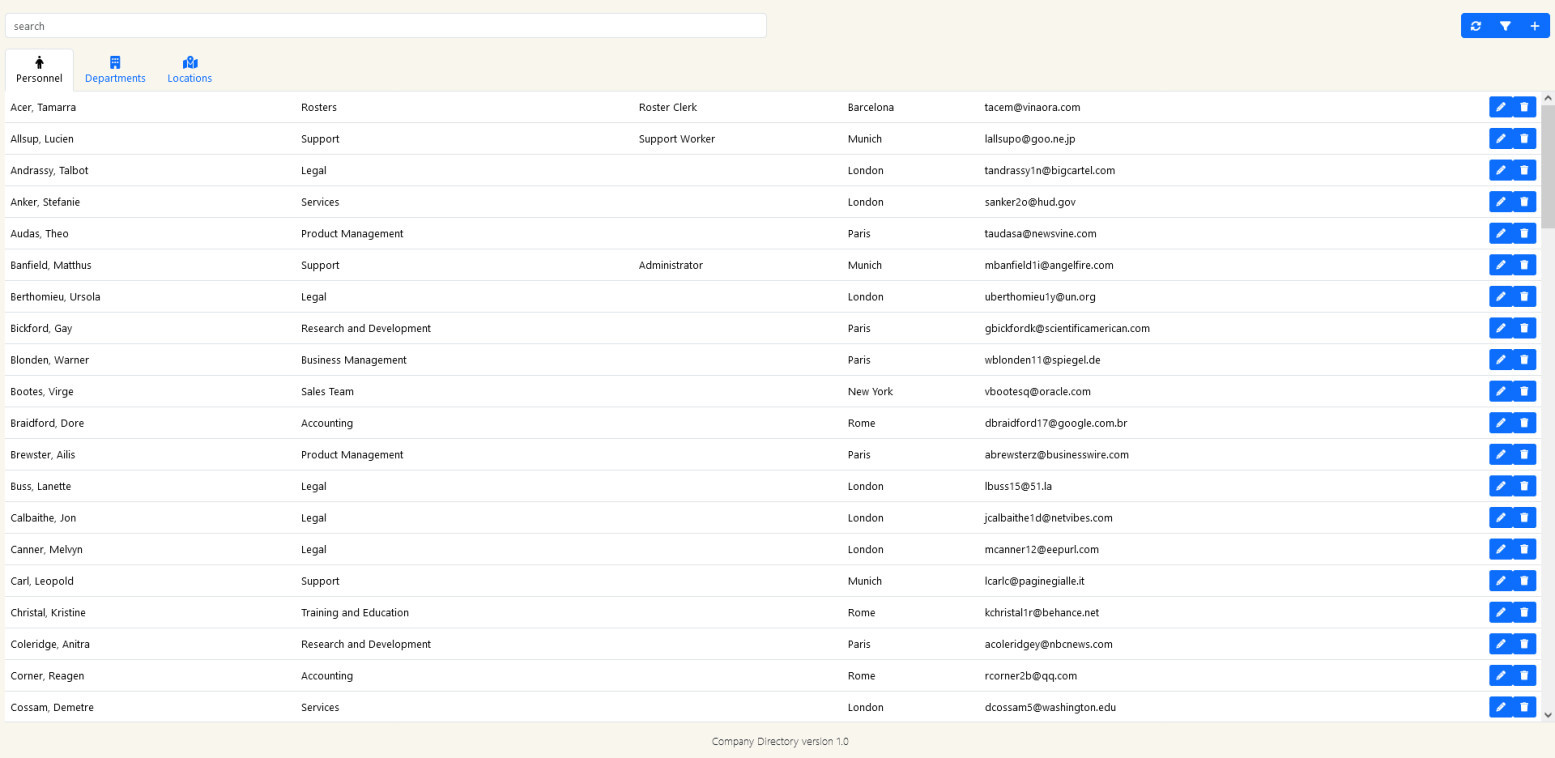 search
Personnel Departments Locations
Acer, Tamarra Rosters Roster Clerk Barcelona tacem@vinaora.com
Allsup, Lucien Support Support Worker Munich lallsupo@goo.ne.jp
Andrassy, Talbot Legal London tandrassy1n@bigcartel.com
Anker, Stefanie Services London sanker2o@hud.gov
Audas, Theo Product Management Paris taudasa@newsvine.com
Banfield, Matthus Support Administrator Munich mbanfield1i@angelfire.com
Berthomieu, Ursola Legal London uberthomieu1y@un.org
Bickford, Gay Research and Development Paris gbickfordk@scientificamerican.com
Blonden, Warner Business Management Paris wblonden11@spiegel.de
Bootes, Virge Sales Team New York vbootesq@oracle.com
Braidford, Dore Accounting Rome dbraidford17@google.com.br
Brewster, Ailis Product Management Paris abrewsterz@businesswire.com
Buss, Lanette Legal London lbuss15@51.la
Calbaithe, Jon Legal London jcalbaithe1d@netvibes.com
Canner, Melvyn Legal London mcanner12@eepurl.com
Carl, Leopold Support Munich lcarlc@paginegialle.it
Christal, Kristine Training and Education Rome kchristal1r@behance.net
Coleridge, Anitra Research and Development Paris acoleridgey@nbcnews.com
Corner, Reagen Accounting Rome rcorner2b@qq.com
Cossam, Demetre Services London dcossam5@washington.edu
Company Directory version 1.0